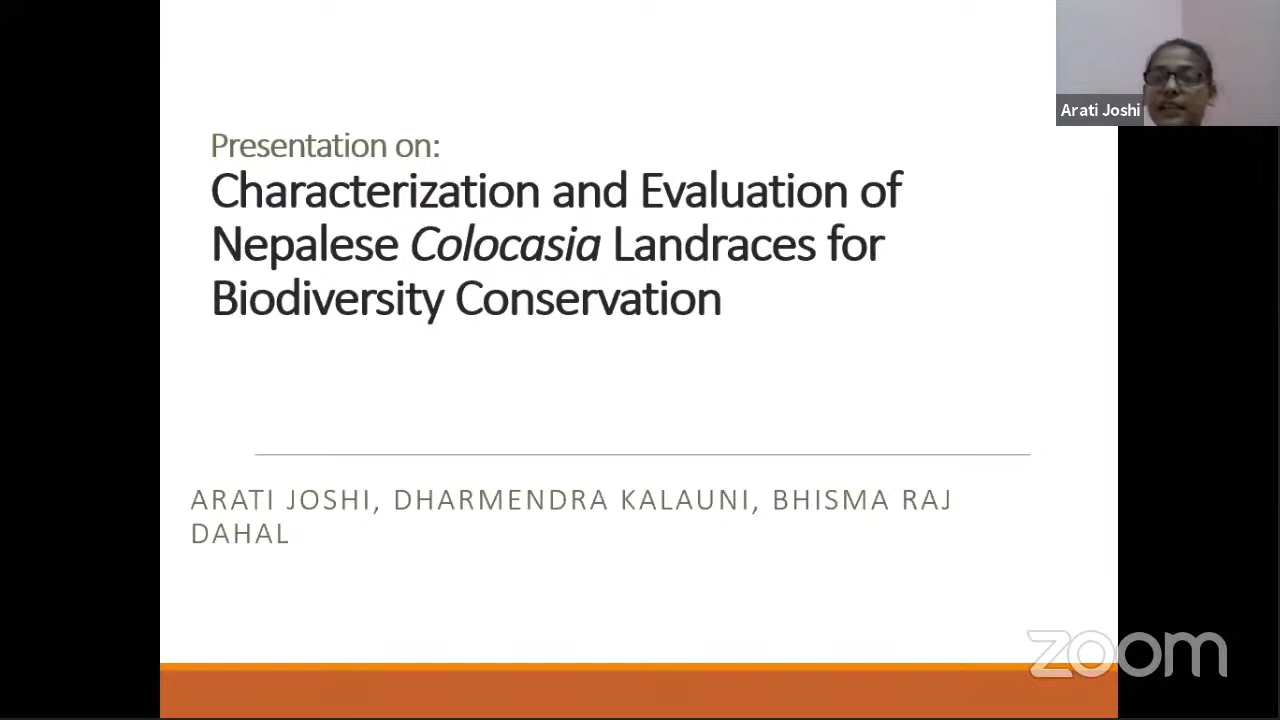 Arati Joshi
Presentation on:
Characterization and Evaluation of
Nepalese Colocasia Landraces for
Biodiversity Conservation
ARATI JOSHI, DHARMENDRA KALAUNI, BHISMA RAJ
DAHAL
zoom